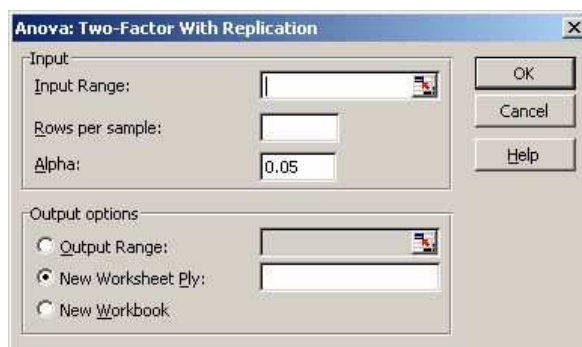 Anova: Two-Factor With Replication
Input
Input Range:
Rows per sample:
Alpha:
0.05
OK
Cancel
Help
Output options
Output Range:
New Worksheet Ply:
New Workbook